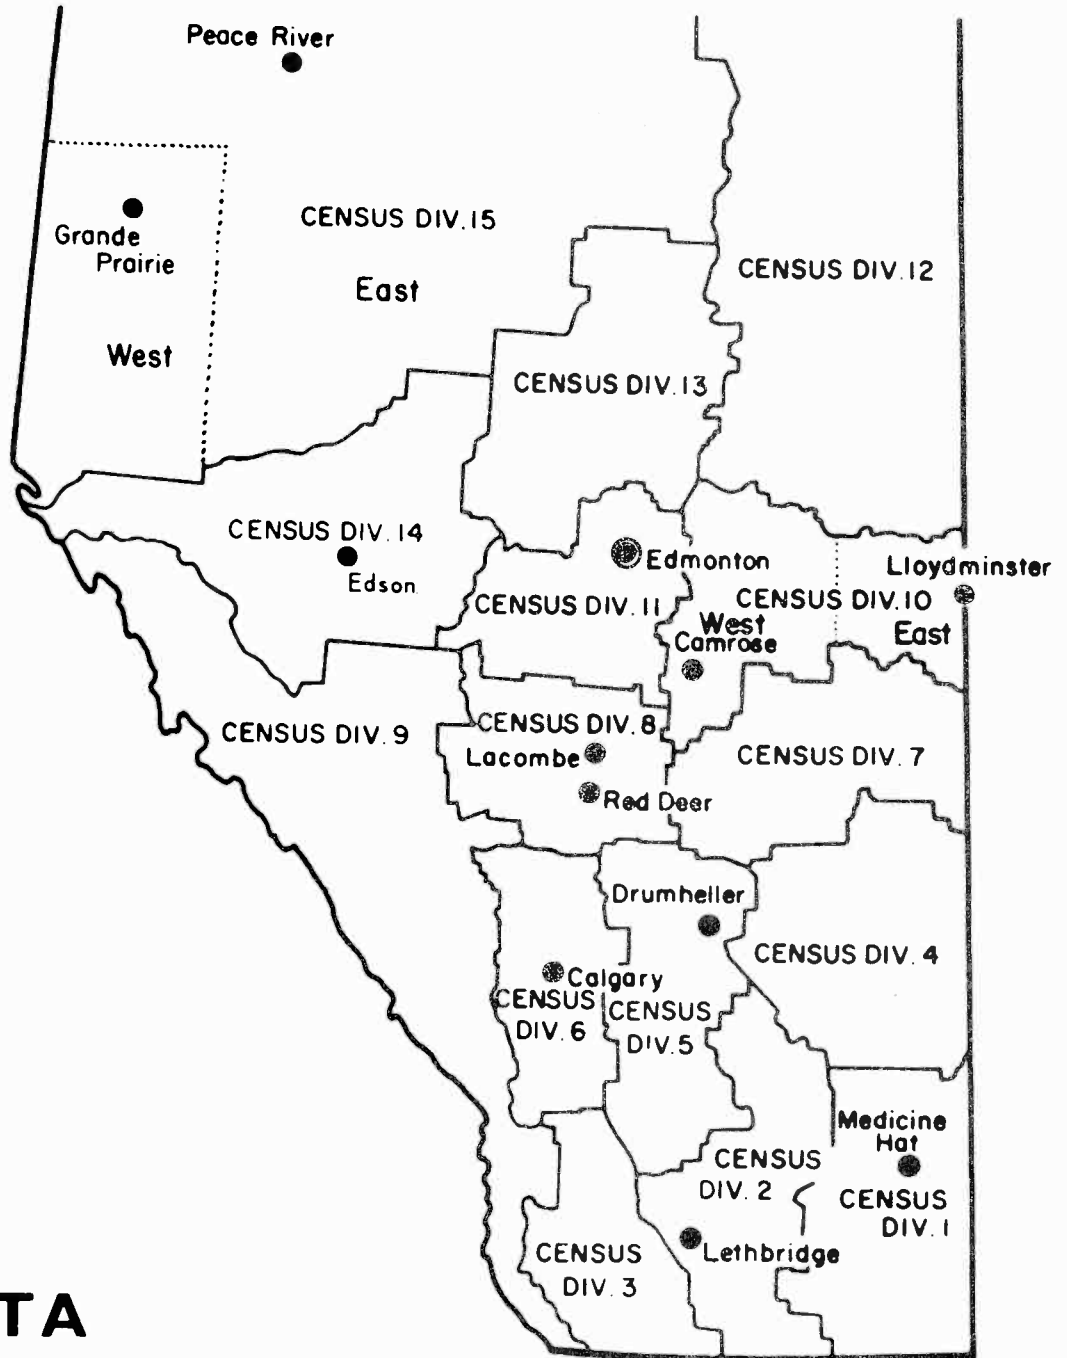 Peace River
Grande
Prairie
CENSUS DIV. 15
East
West
CENSUS DIV. 12
CENSUS DIV. 13
CENSUS DIV. 14
Edson
Edmonton
Lloydminster
CENSUS DIV. 11
CENSUS DIV. 10
West
East
Camrose
CENSUS DIV. 9
CENSUS DIV. 8
Lacombe
Red Deer
CENSUS DIV. 7
Drumheller
CENSUS DIV. 4
Calgary
CENSUS
DIV. 6
CENSUS
DIV. 5
Medicine
Hat
CENSUS
DIV. 2
CENSUS
DIV. 1
Lethbridge
CENSUS
DIV. 3
TA